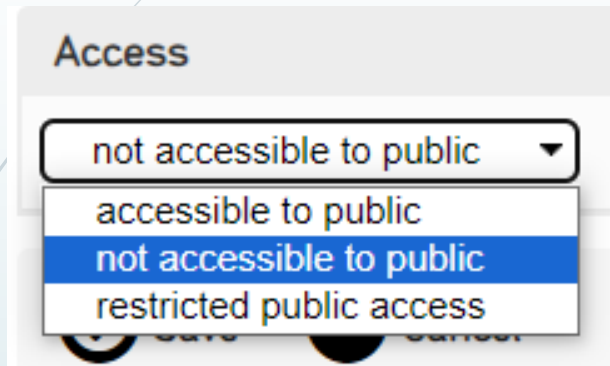 Access
not accessible to public
accessible to public
not accessible to public
restricted public access